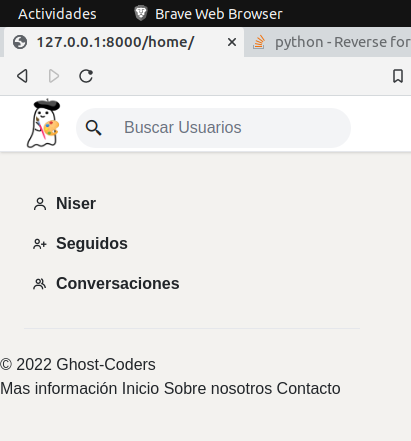 Actividades Brave Web Browser
127.0.0.1:8000/home/ × python - Reverse for
Buscar Usuarios
Niser
Seguidos
Conversaciones
© 2022 Ghost-Coders
Mas información Inicio Sobre nosotros Contacto